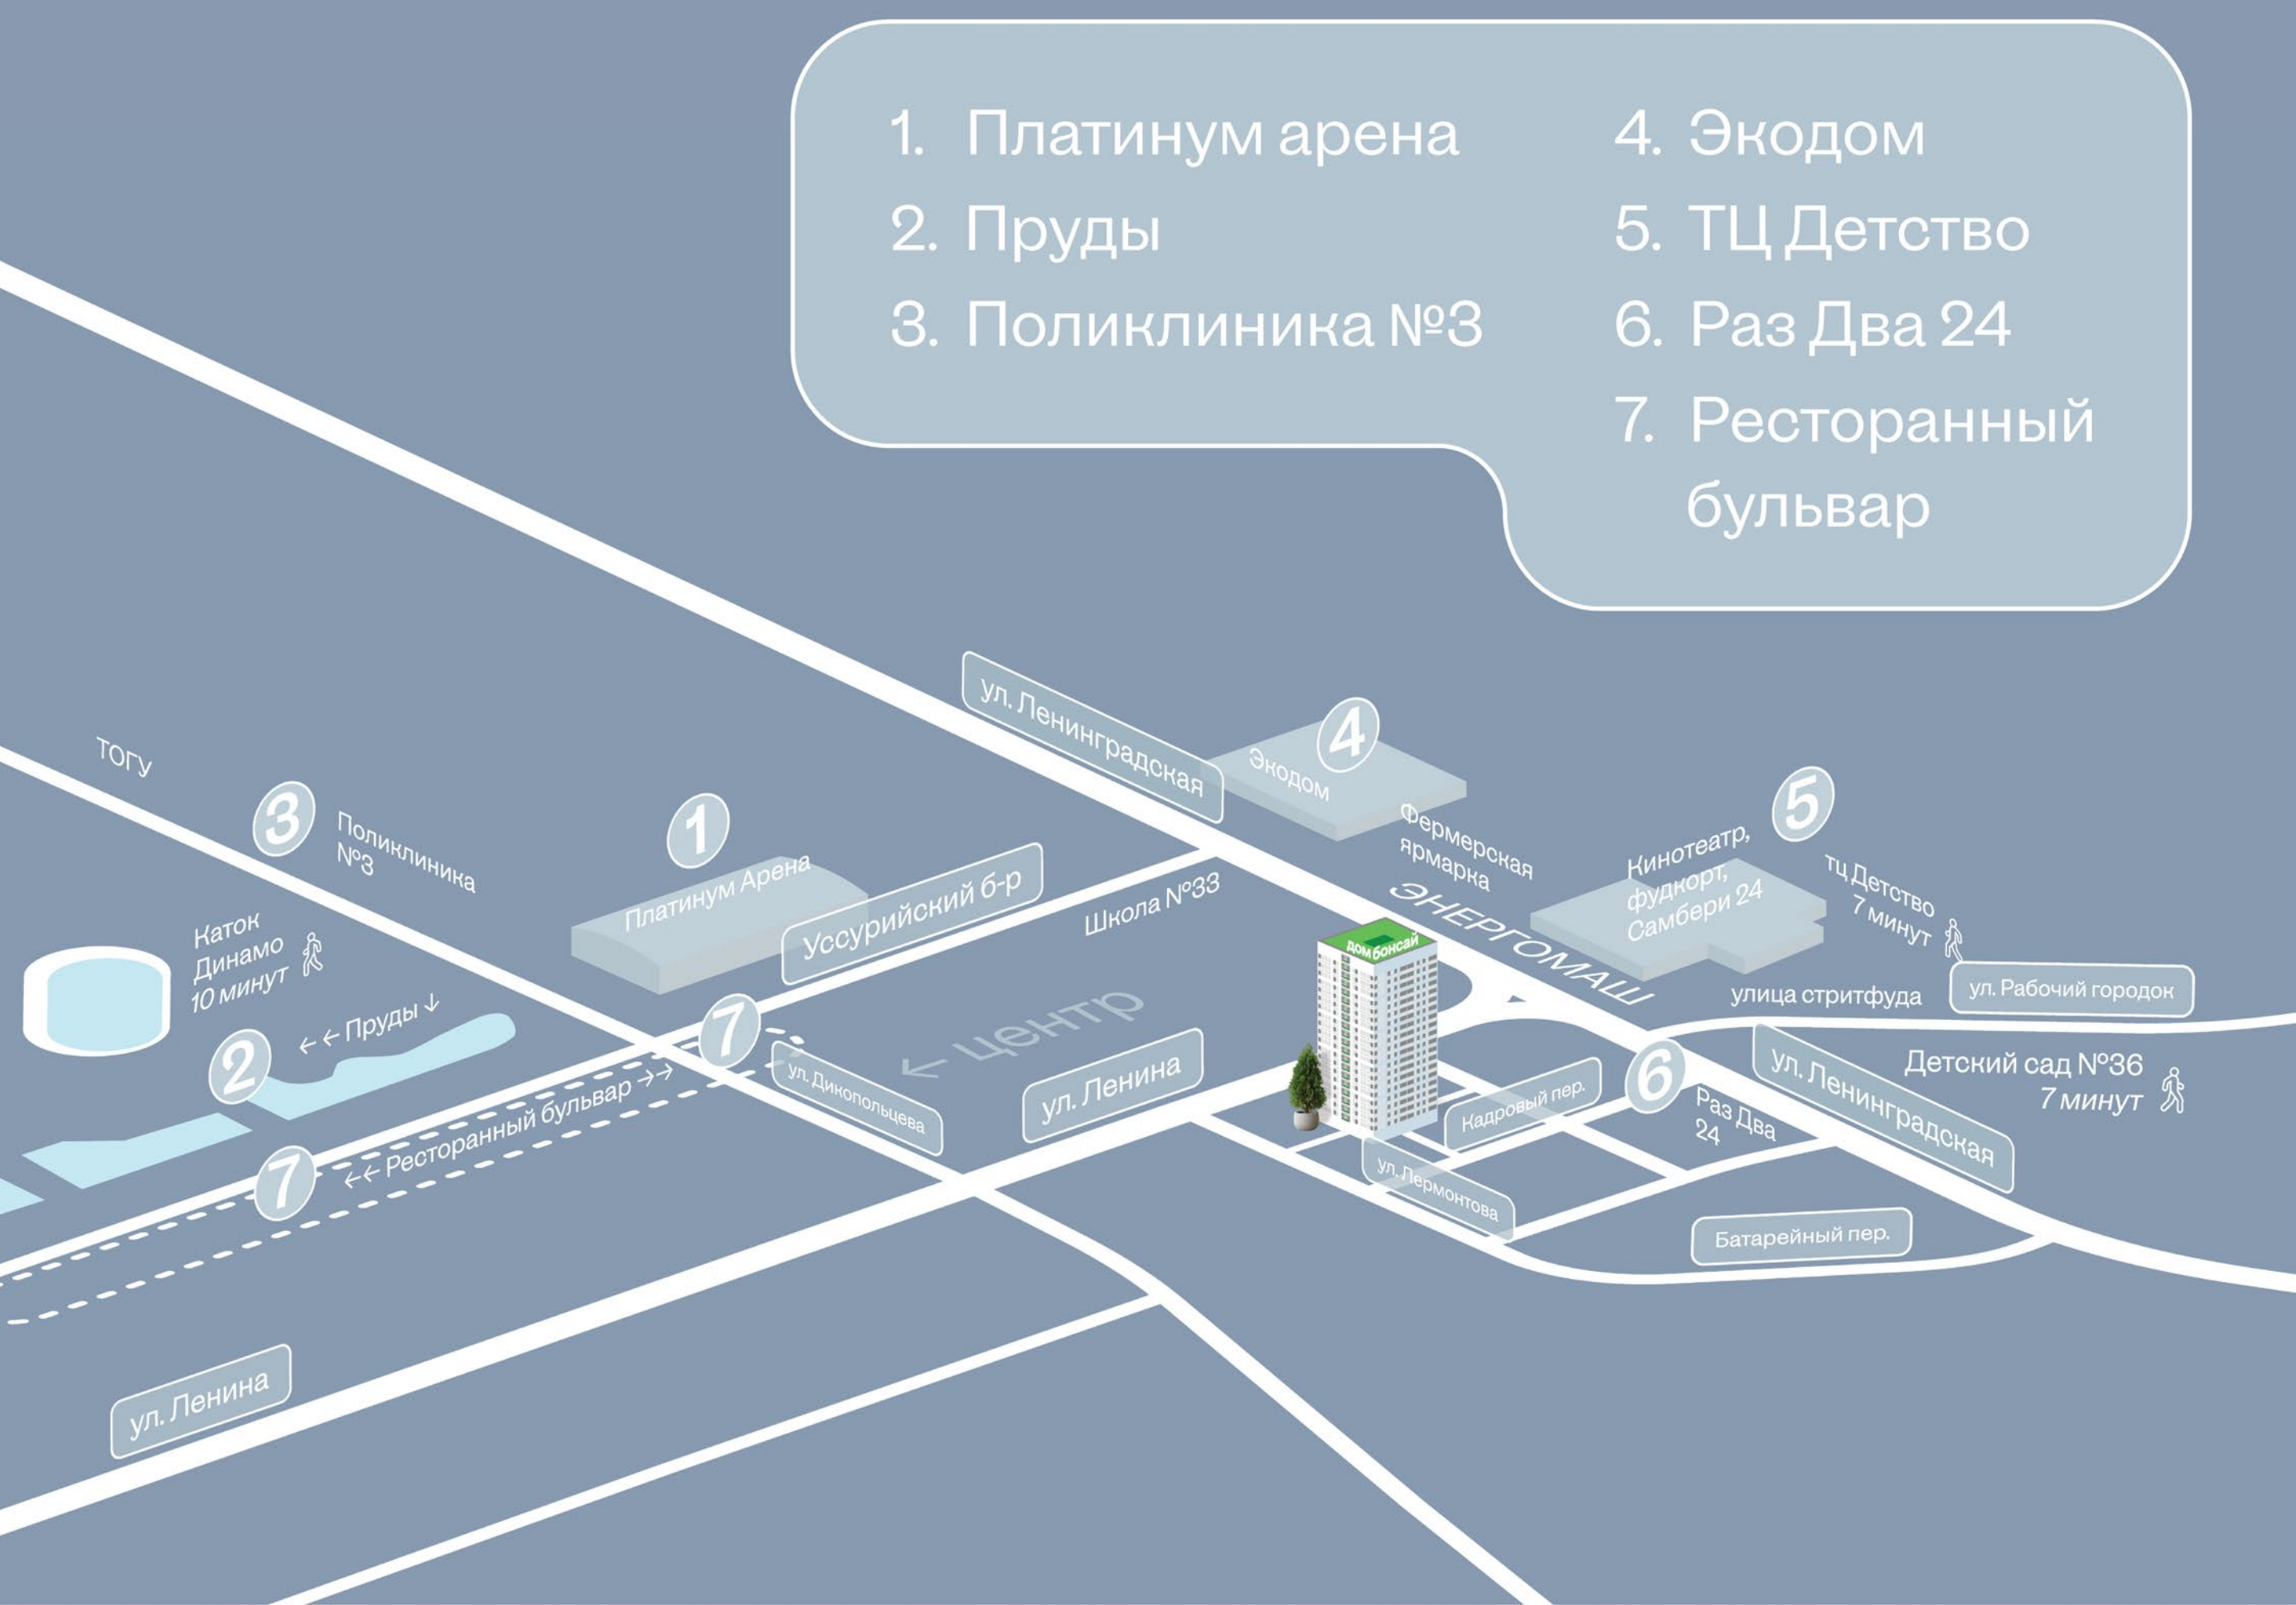 1. Платинум арена
2. Пруды
3. Поликлиника №3
4. Экодом
5. ТЦ Детство
6. Раз Два 24
7. Ресторанный
бульвар
ул. Ленинградская
4
Экодом
ТОГУ
3
Поликлиника
№3
1
Платинум Арена
Уссурийский б-р
Школа №33
Фермерская
ярмарка
ЭНЕРГОМАШ
5
Кинотеатр,
фудкорт,
Самбери 24
ТЦ Детство
7 минут
улица стритфуда
ул. Рабочий городок
Каток
Динамо
10 минут
2
←← Пруды ↓
7
← центр
дом бонсай
ул. Дикопольцева
ул. Ленина
Кадровый пер.
6
Раз Два
24
ул. Ленинградская
Детский сад №36
7 минут
7
←← Ресторанный бульвар →→
ул. Лермонтова
Батарейный пер.
ул. Ленина